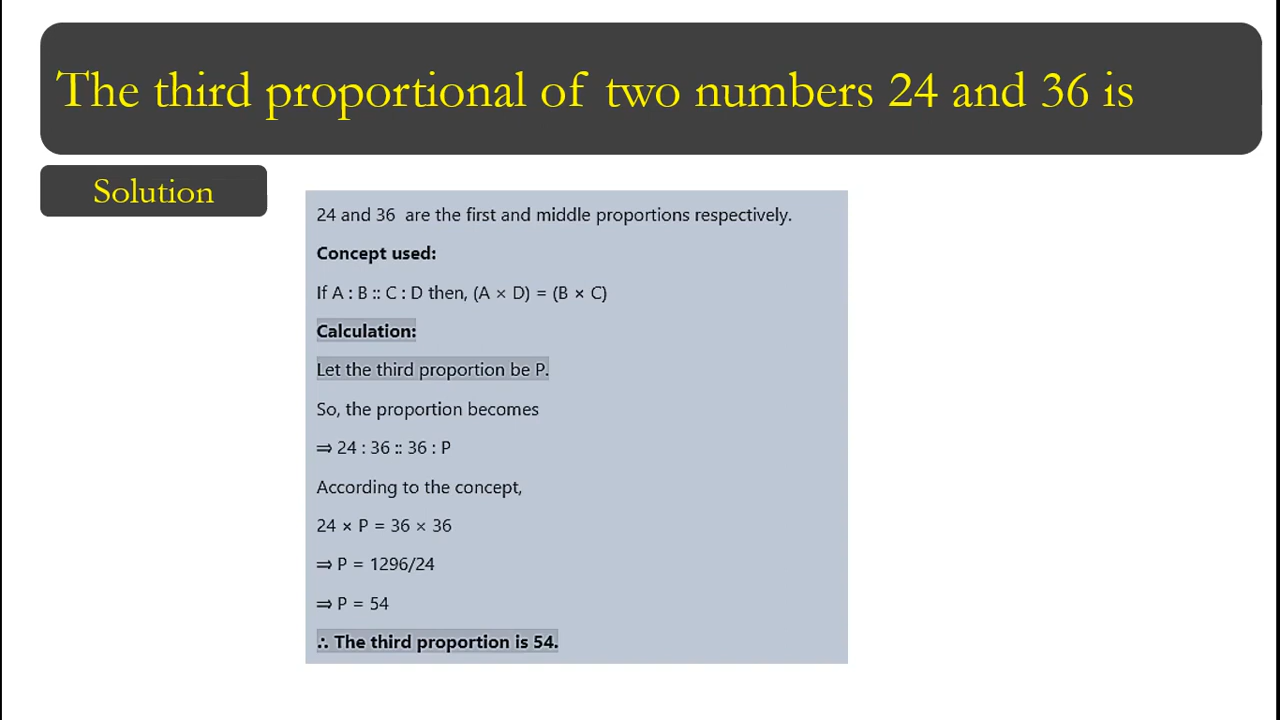 The third proportional of two numbers 24 and 36 is
Solution
24 and 36 are the first and middle proportions respectively.
Concept used:
If A : B :: C : D then, (A × D) = (B × C)
Calculation:
Let the third proportion be P.
So, the proportion becomes
⇒ 24 : 36 :: 36 : P
According to the concept,
24 × P = 36 × 36
⇒ P = 1296/24
⇒ P = 54
∴ The third proportion is 54.